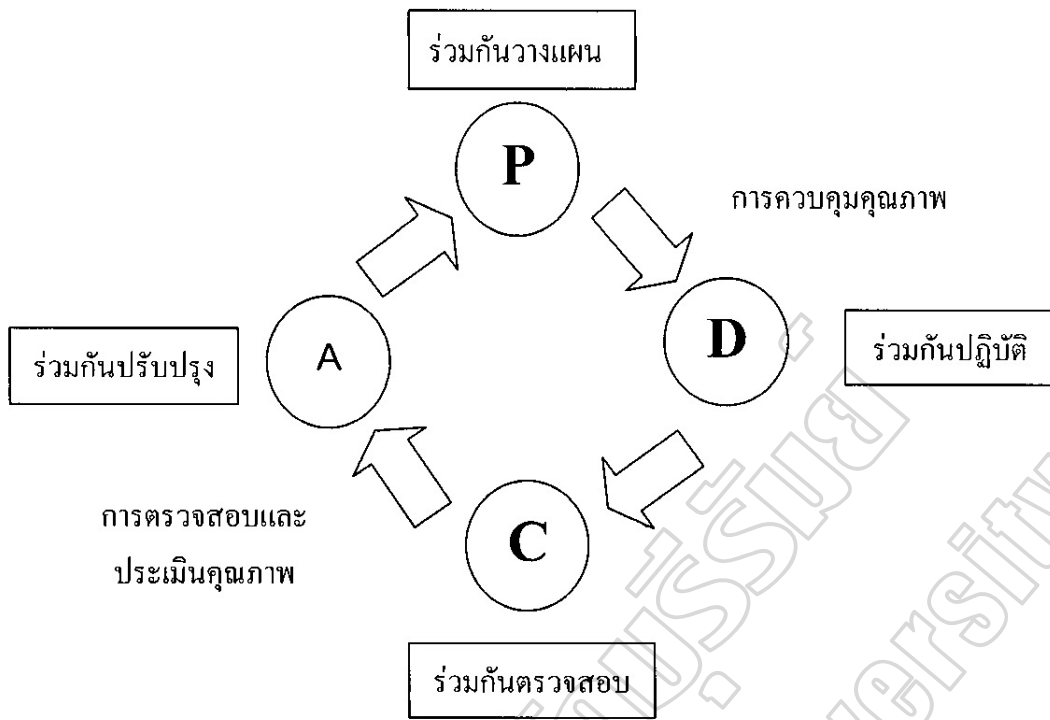 ร่วมกันวางแผน
P
การควบคุมคุณภาพ
D
ร่วมกันปฏิบัติ
A
ร่วมกันปรับปรุง
C
การตรวจสอบและ
ประเมินคุณภาพ
ร่วมกันตรวจสอบ